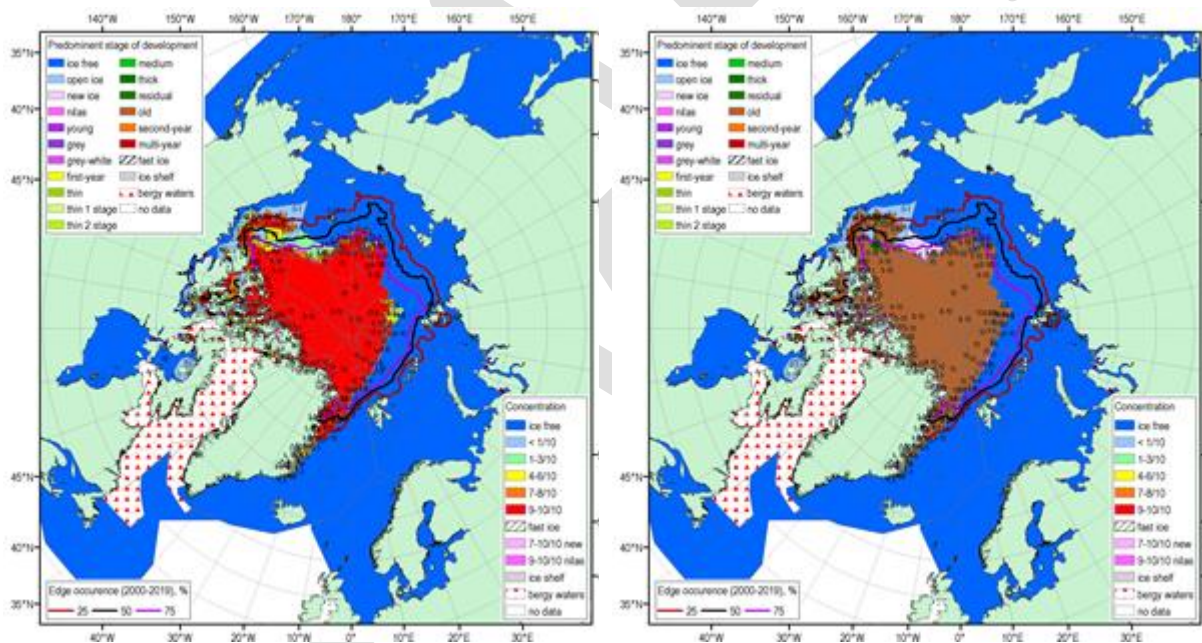 160°W 170°W 180° 170°E 160°E 150°E
35°N
40°N
45°N
45°N
40°N
35°N
40°W 30°W 20°W 10°W 0° 10°E 20°E 30°E
Predominent stage of development
ice free medium
open ice thick
new ice residual
nilas old
young second-year
grey multi-year
grey-white fast ice
first-year ice shelf
thin bergy waters
thin 1 stage no data
thin 2 stage
Concentration
ice free
< 1/10
1-3/10
4-6/10
7-8/10
9-10/10
fast ice
7-10/10 new
9-10/10 nilas
ice shelf
bergy waters
no data
Edge occurence (2000-2019), %
25 50 75
160°W 170°W 180° 170°E 160°E 150°E
35°N
40°N
45°N
45°N
40°N
35°N
40°W 30°W 20°W 10°W 0° 10°E 20°E 30°E
Predominent stage of development
ice free medium
open ice thick
new ice residual
nilas old
young second-year
grey multi-year
grey-white fast ice
first-year ice shelf
thin bergy waters
thin 1 stage no data
thin 2 stage
Concentration
ice free
< 1/10
1-3/10
4-6/10
7-8/10
9-10/10
fast ice
7-10/10 new
9-10/10 nilas
ice shelf
bergy waters
no data
Edge occurence (2000-2019), %
25 50 75